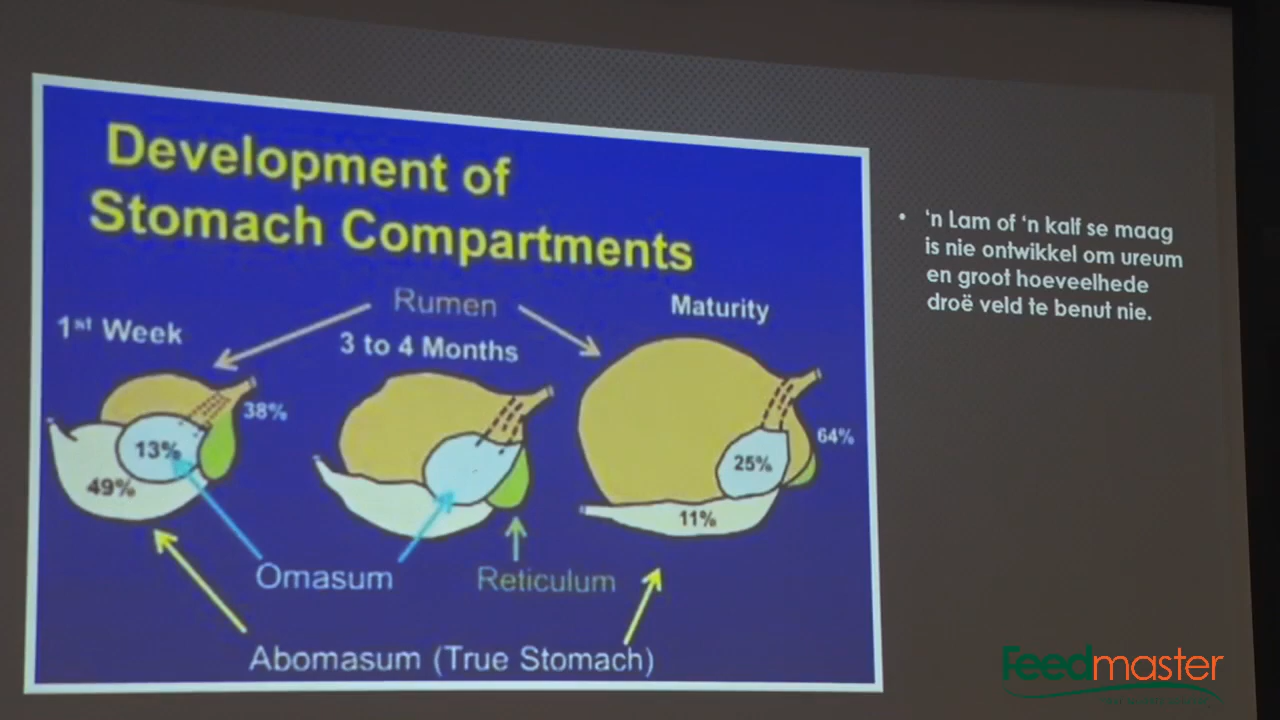 Development of
Stomach Compartments
Rumen
Maturity
1st Week
3 to 4 Months
38%
13%
49%
64%
25%
11%
Omasum
Reticulum
Abomasum (True Stomach)
• ‘n Lam of ‘n kalf se maag
is nie ontwikkel om ureum
en groot hoeveelhede
droë veld te benut nie.
Feedmaster